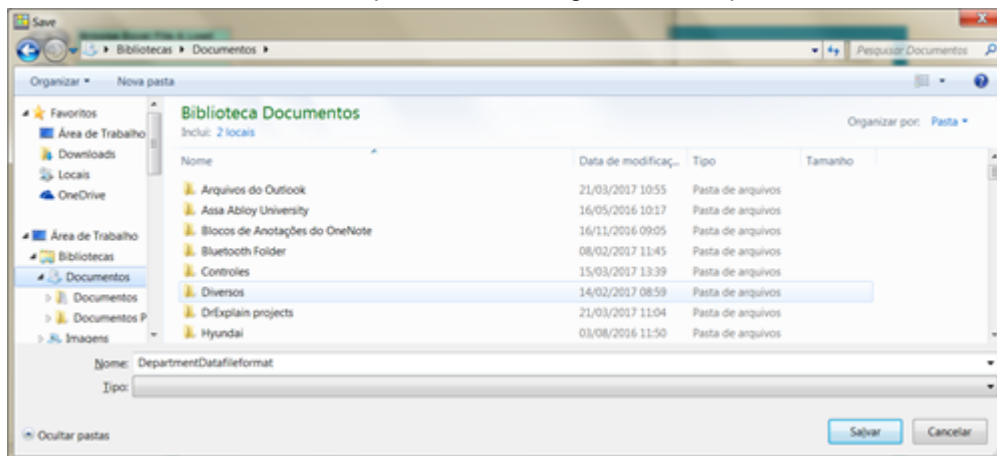 Save
Bibliotecas Documentos
Pesquisar Documentos
Organizar Nova pasta
Favoritos
Área de Trabalho
Downloads
Locais
OneDrive
Área de Trabalho
Bibliotecas
Documentos
Documentos
Documentos P
Imagens
Biblioteca Documentos
Inclui: 2 locais
Organizar por: Pasta
Nome Data de modificaç... Tipo Tamanho
Arquivos do Outlook 21/03/2017 10:55 Pasta de arquivos
Assa Abloy University 16/05/2016 10:17 Pasta de arquivos
Blocos de Anotações do OneNote 16/11/2016 09:05 Pasta de arquivos
Bluetooth Folder 08/02/2017 11:45 Pasta de arquivos
Controles 15/03/2017 13:39 Pasta de arquivos
Diversos 14/02/2017 08:59 Pasta de arquivos
DrExplain projects 21/03/2017 11:04 Pasta de arquivos
Hyundai 03/08/2016 11:50 Pasta de arquivos
Nome: DepartmentDatafileformat
Tipo:
Ocultar pastas
Salvar Cancelar